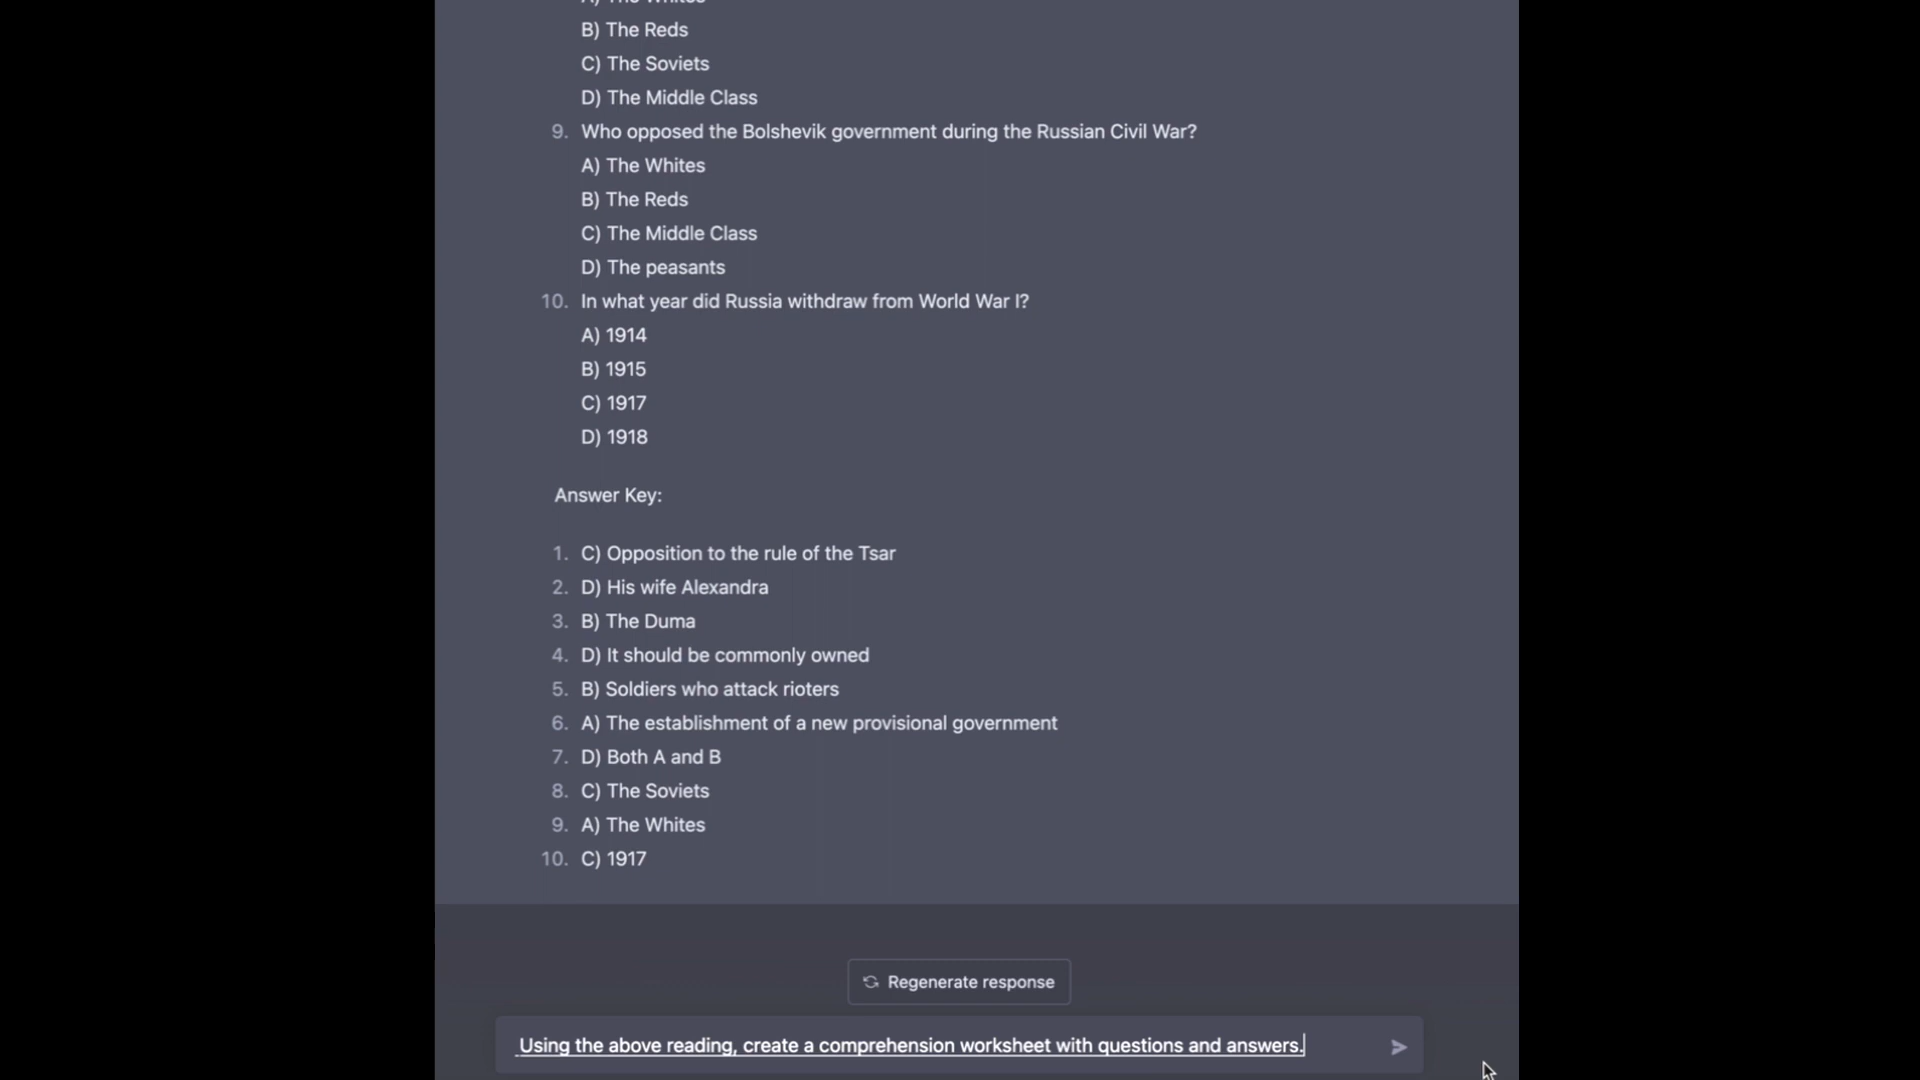 A) The Whites
B) The Reds
C) The Soviets
D) The Middle Class
9. Who opposed the Bolshevik government during the Russian Civil War?
A) The Whites
B) The Reds
C) The Middle Class
D) The peasants
10. In what year did Russia withdraw from World War I?
A) 1914
B) 1915
C) 1917
D) 1918
Answer Key:
1. C) Opposition to the rule of the Tsar
2. D) His wife Alexandra
3. B) The Duma
4. D) It should be commonly owned
5. B) Soldiers who attack rioters
6. A) The establishment of a new provisional government
7. D) Both A and B
8. C) The Soviets
9. A) The Whites
10. C) 1917
Regenerate response
Using the above reading, create a comprehension worksheet with questions and answers.